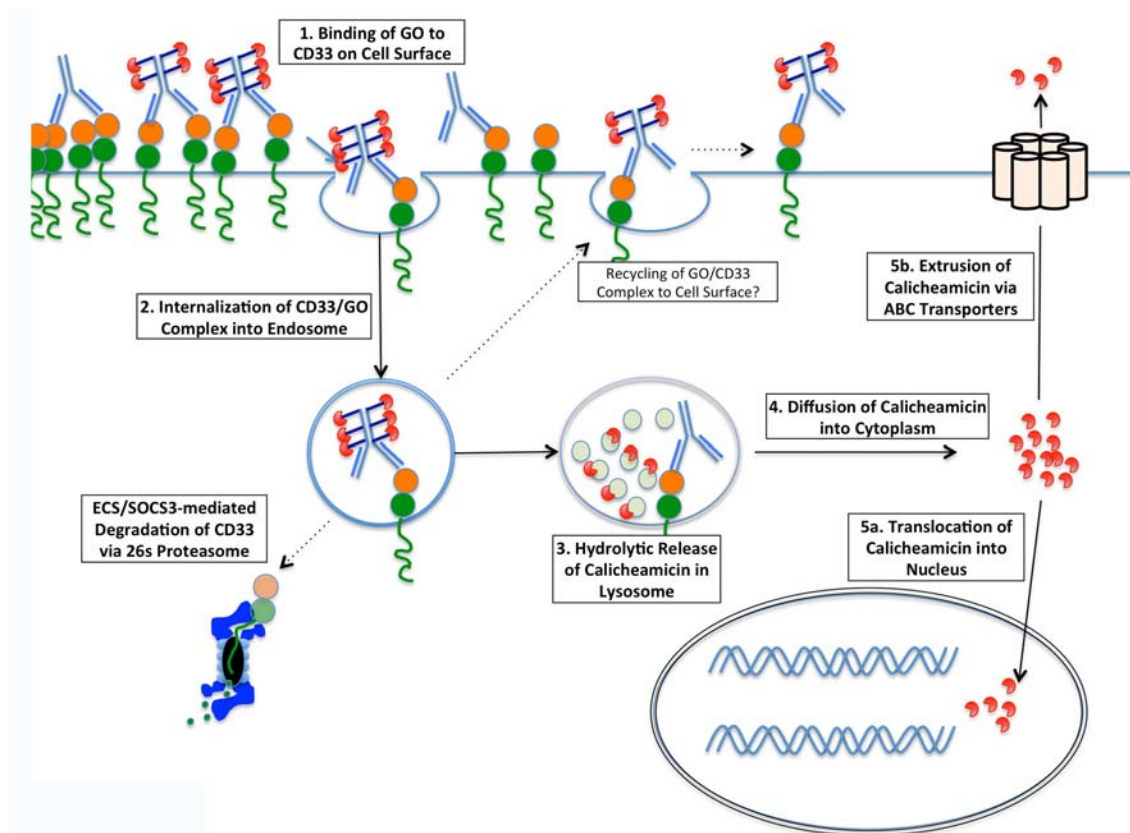 1. Binding of GO to
CD33 on Cell Surface
2. Internalization of CD33/GO
Complex into Endosome
Recycling of GO/CD33
Complex to Cell Surface?
5b. Extrusion of
Calicheamicin via
ABC Transporters
4. Diffusion of Calicheamicin
into Cytoplasm
ECS/SOCS3-mediated
Degradation of CD33
via 26s Proteasome
3. Hydrolytic Release
of Calicheamicin in
Lysosome
5a. Translocation of
Calicheamicin into
Nucleus